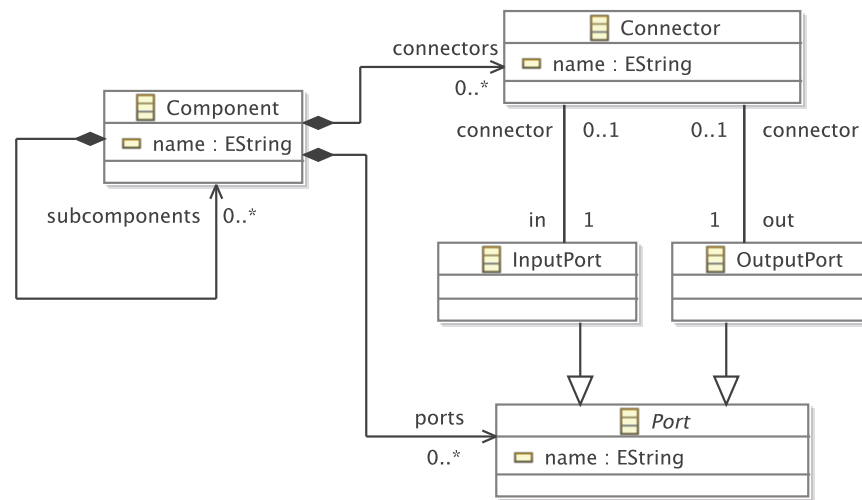 Connector
name : EString
connectors
0..*
Component
name : EString
connector
0..1
0..1
connector
subcomponents
0..*
in
1
1
out
InputPort
OutputPort
ports
0..*
Port
name : EString